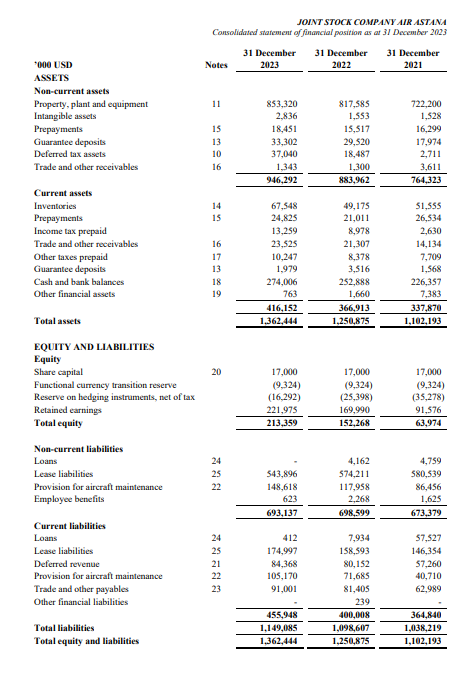 JOINT STOCK COMPANY AIR ASTANA
Consolidated statement of financial position as at 31 December 2023
31 December 31 December 31 December
'000 USD Notes 2023 2022 2021
ASSETS
Non-current assets
Property, plant and equipment 11 853,320 817,585 722,200
Intangible assets 2,836 1,553 1,528
Prepayments 15 18,451 15,517 16,299
Guarantee deposits 13 33,302 29,520 17,974
Deferred tax assets 10 37,040 18,487 2,711
Trade and other receivables 16 1,343 1,300 3,611
946,292 883,962 764,323
Current assets
Inventories 14 67,548 49,175 51,555
Prepayments 15 24,825 21,011 26,534
Income tax prepaid 13,259 8,978 2,630
Trade and other receivables 16 23,525 21,307 14,134
Other taxes prepaid 17 10,247 8,378 7,709
Guarantee deposits 13 1,979 3,516 1,568
Cash and bank balances 18 274,006 252,888 226,357
Other financial assets 19 763 1,660 7,383
416,152 366,913 337,870
Total assets 1,362,444 1,250,875 1,102,193
EQUITY AND LIABILITIES
Equity
Share capital 20 17,000 17,000 17,000
Functional currency transition reserve (9,324) (9,324) (9,324)
Reserve on hedging instruments, net of tax (16,292) (25,398) (35,278)
Retained earnings 221,975 169,990 91,576
Total equity 213,359 152,268 63,974
Non-current liabilities
Loans 24 - 4,162 4,759
Lease liabilities 25 543,896 574,211 580,539
Provision for aircraft maintenance 22 148,618 117,958 86,456
Employee benefits 623 2,268 1,625
693,137 698,599 673,379
Current liabilities
Loans 24 412 7,934 57,527
Lease liabilities 25 174,997 158,593 146,354
Deferred revenue 21 84,368 80,152 57,260
Provision for aircraft maintenance 22 105,170 71,685 40,710
Trade and other payables 23 91,001 81,405 62,989
Other financial liabilities - 239 -
455,948 400,008 364,840
Total liabilities 1,149,085 1,098,607 1,038,219
Total equity and liabilities 1,362,444 1,250,875 1,102,193